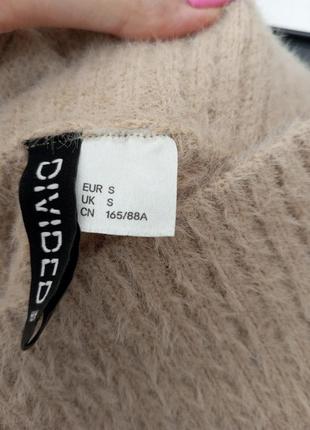 DIVIDED
EUR S
UK S
CN 165/88A